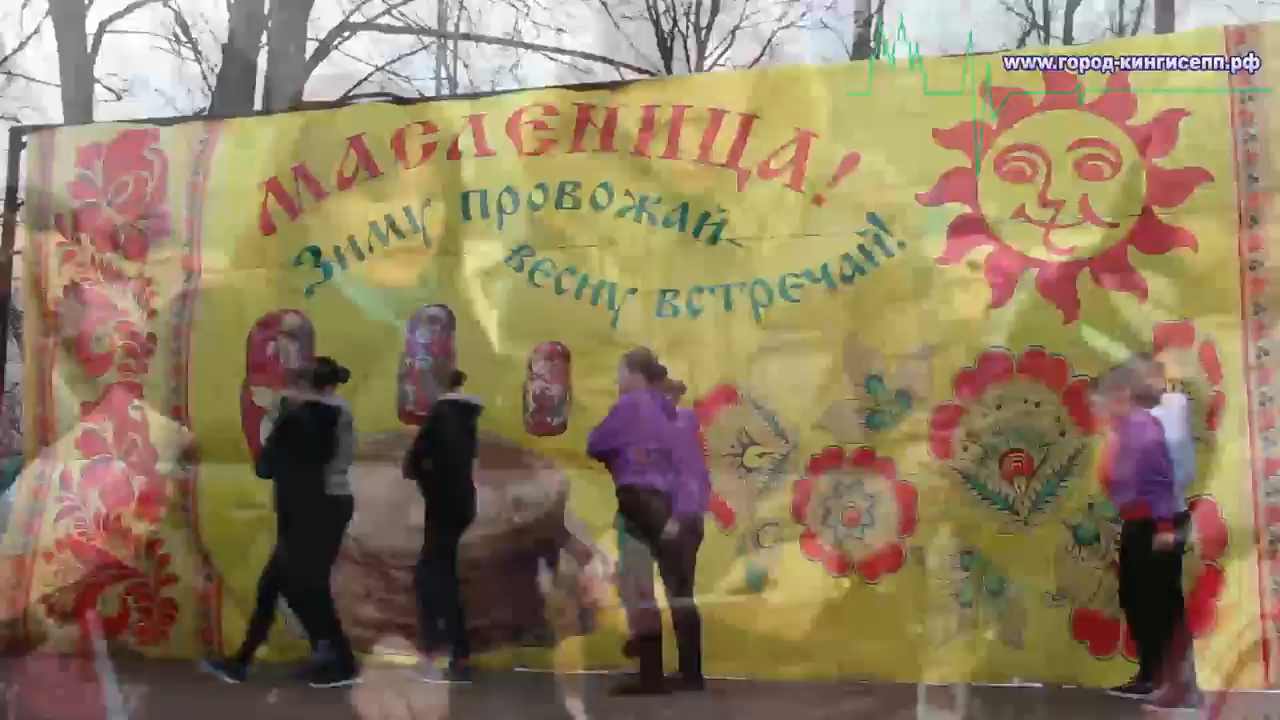 www.город-кингисепп.рф
МАСЛЕНИЦА!
Зиму провожай-
весну встречай!